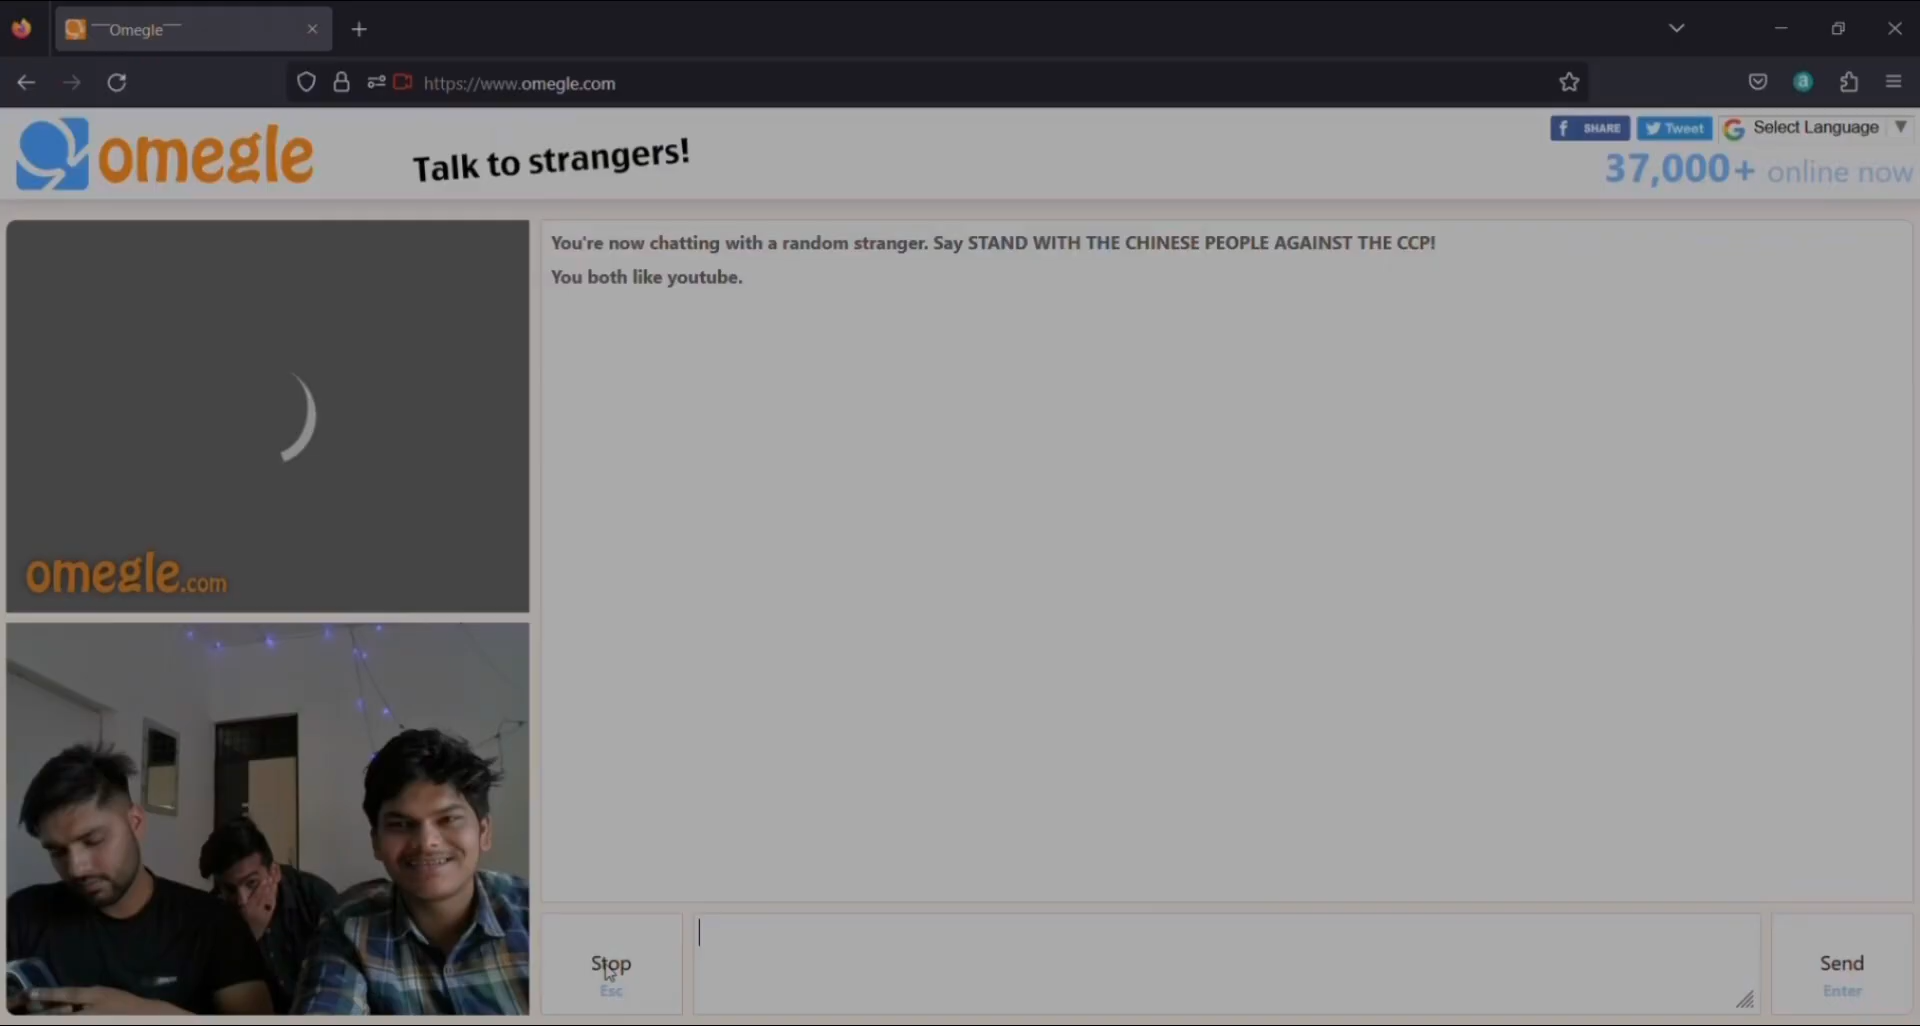 Omegle
https://www.omegle.com
omegle
Talk to strangers!
f SHARE
Tweet
G Select Language ▼
37,000+ online now
You're now chatting with a random stranger. Say STAND WITH THE CHINESE PEOPLE AGAINST THE CCP!
You both like youtube.
omegle.com
Stop
Esc
Send
Enter